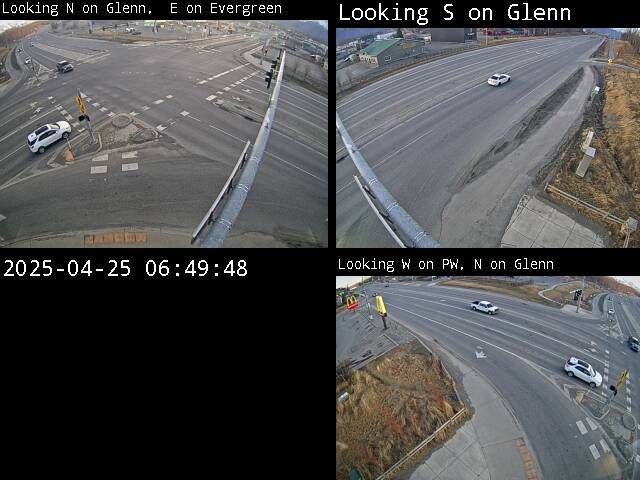 Looking N on Glenn,  E on Evergreen
Looking S on Glenn
2025-04-25 06:49:48
Looking W on PW, N on Glenn